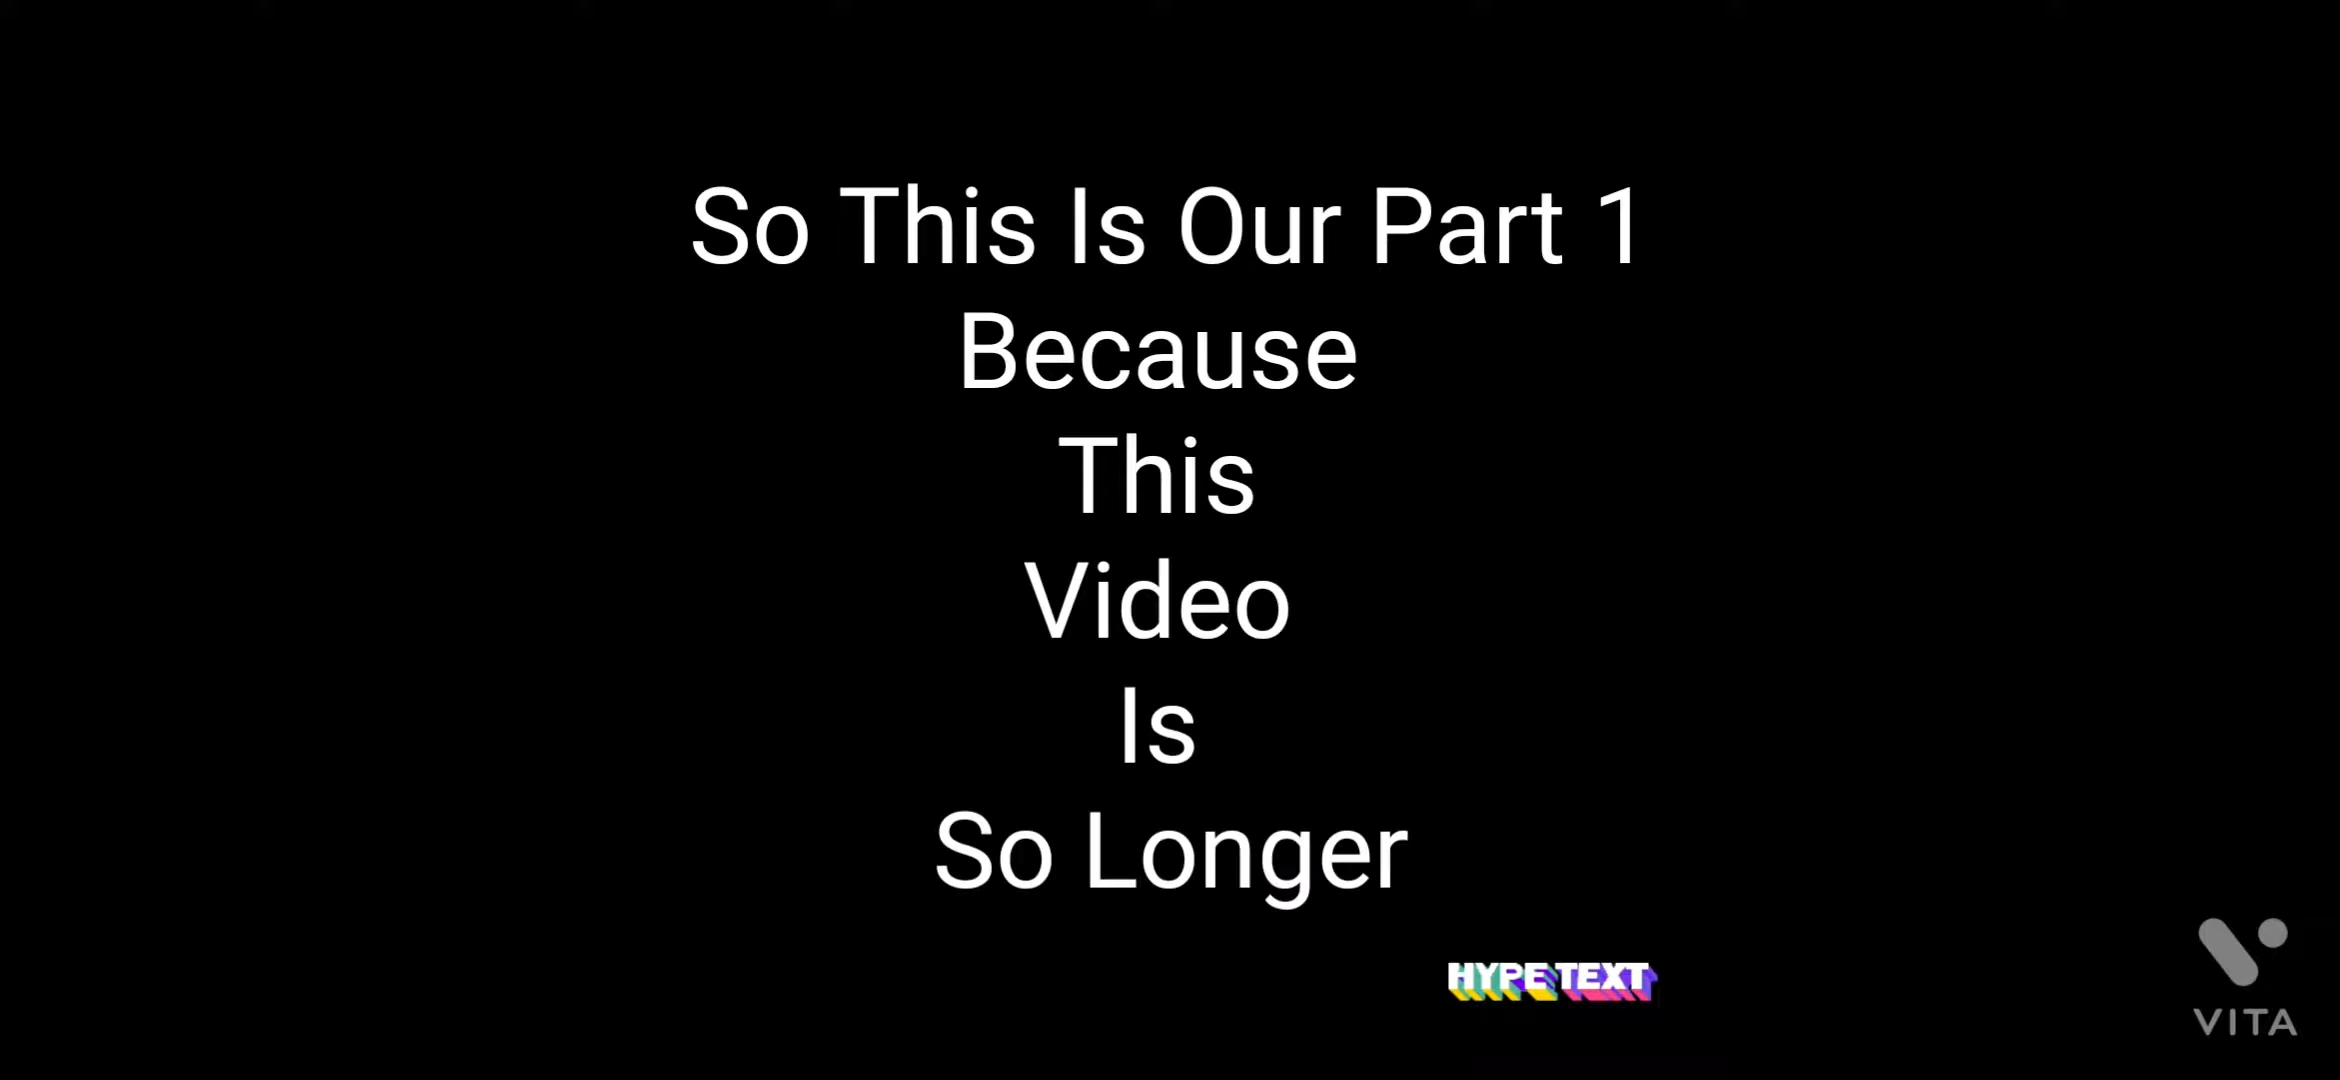 So This Is Our Part 1
Because
This
Video
Is
So Longer
HYPE TEXT
VITA